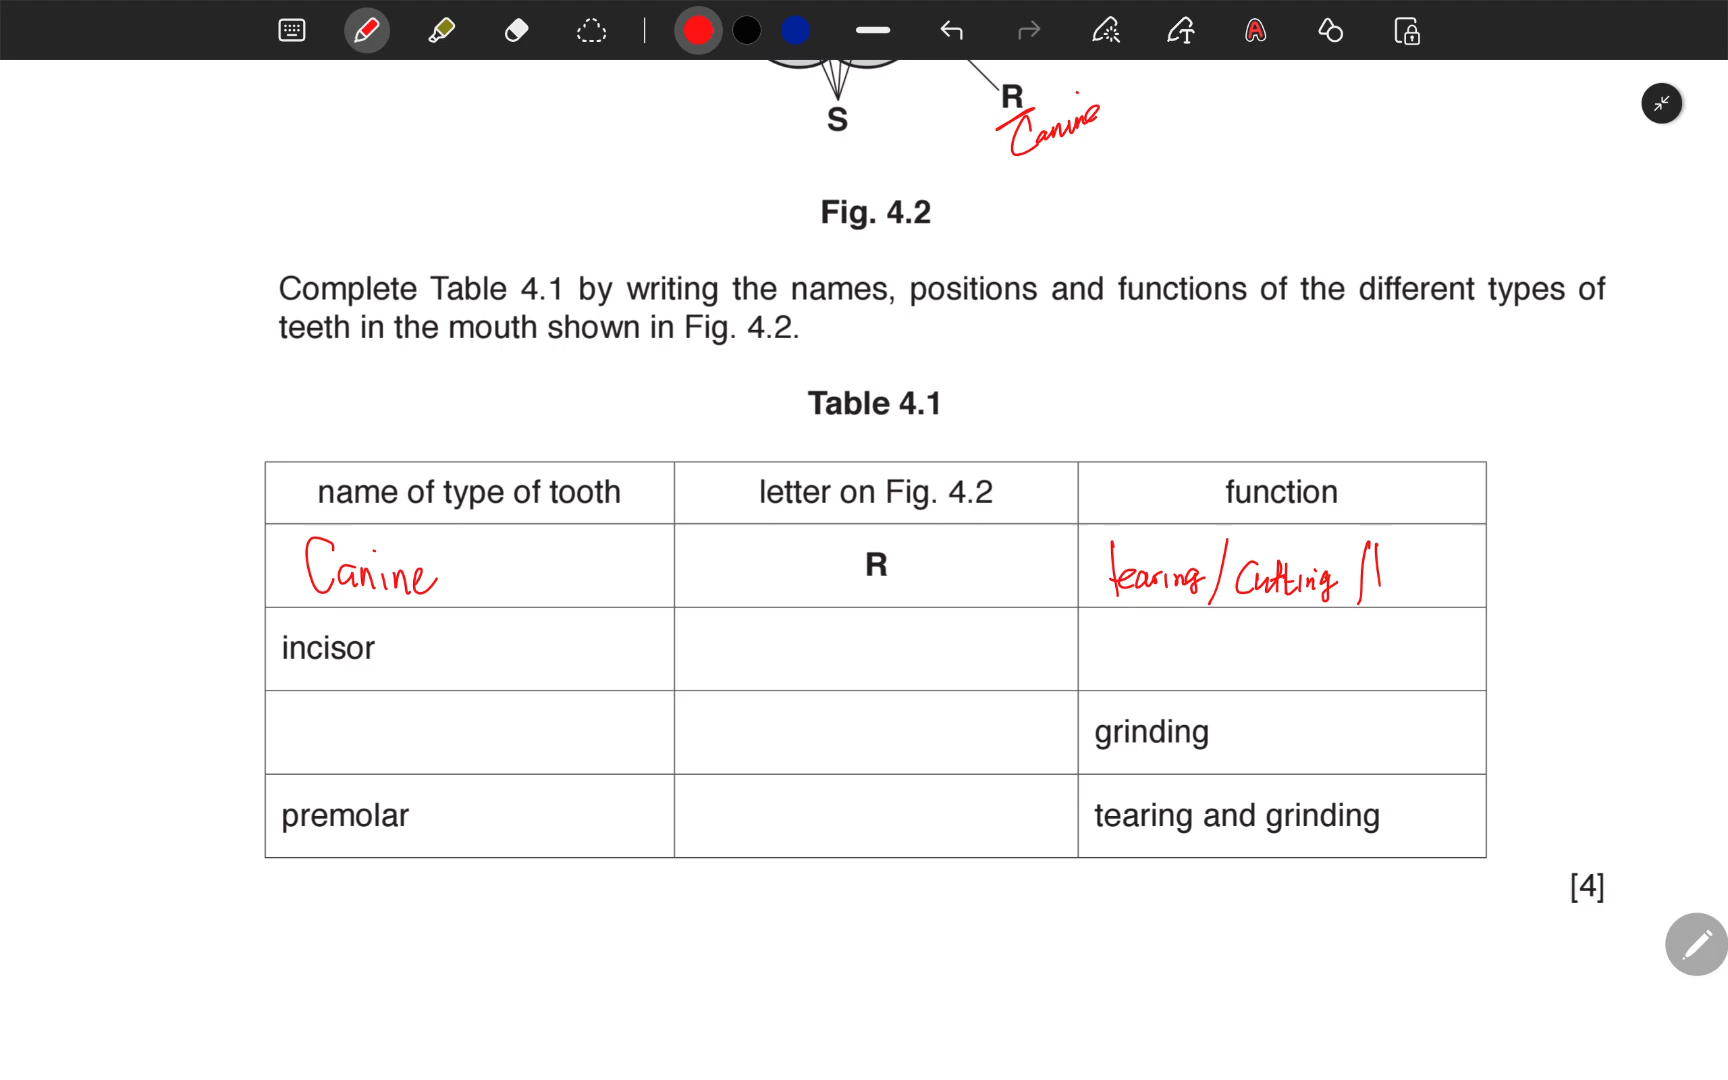 R
S
Canine
Fig. 4.2
Complete Table 4.1 by writing the names, positions and functions of the different types of
teeth in the mouth shown in Fig. 4.2.
Table 4.1
name of type of tooth letter on Fig. 4.2 function
Canine R tearing/cutting
incisor
grinding
premolar tearing and grinding
[4]